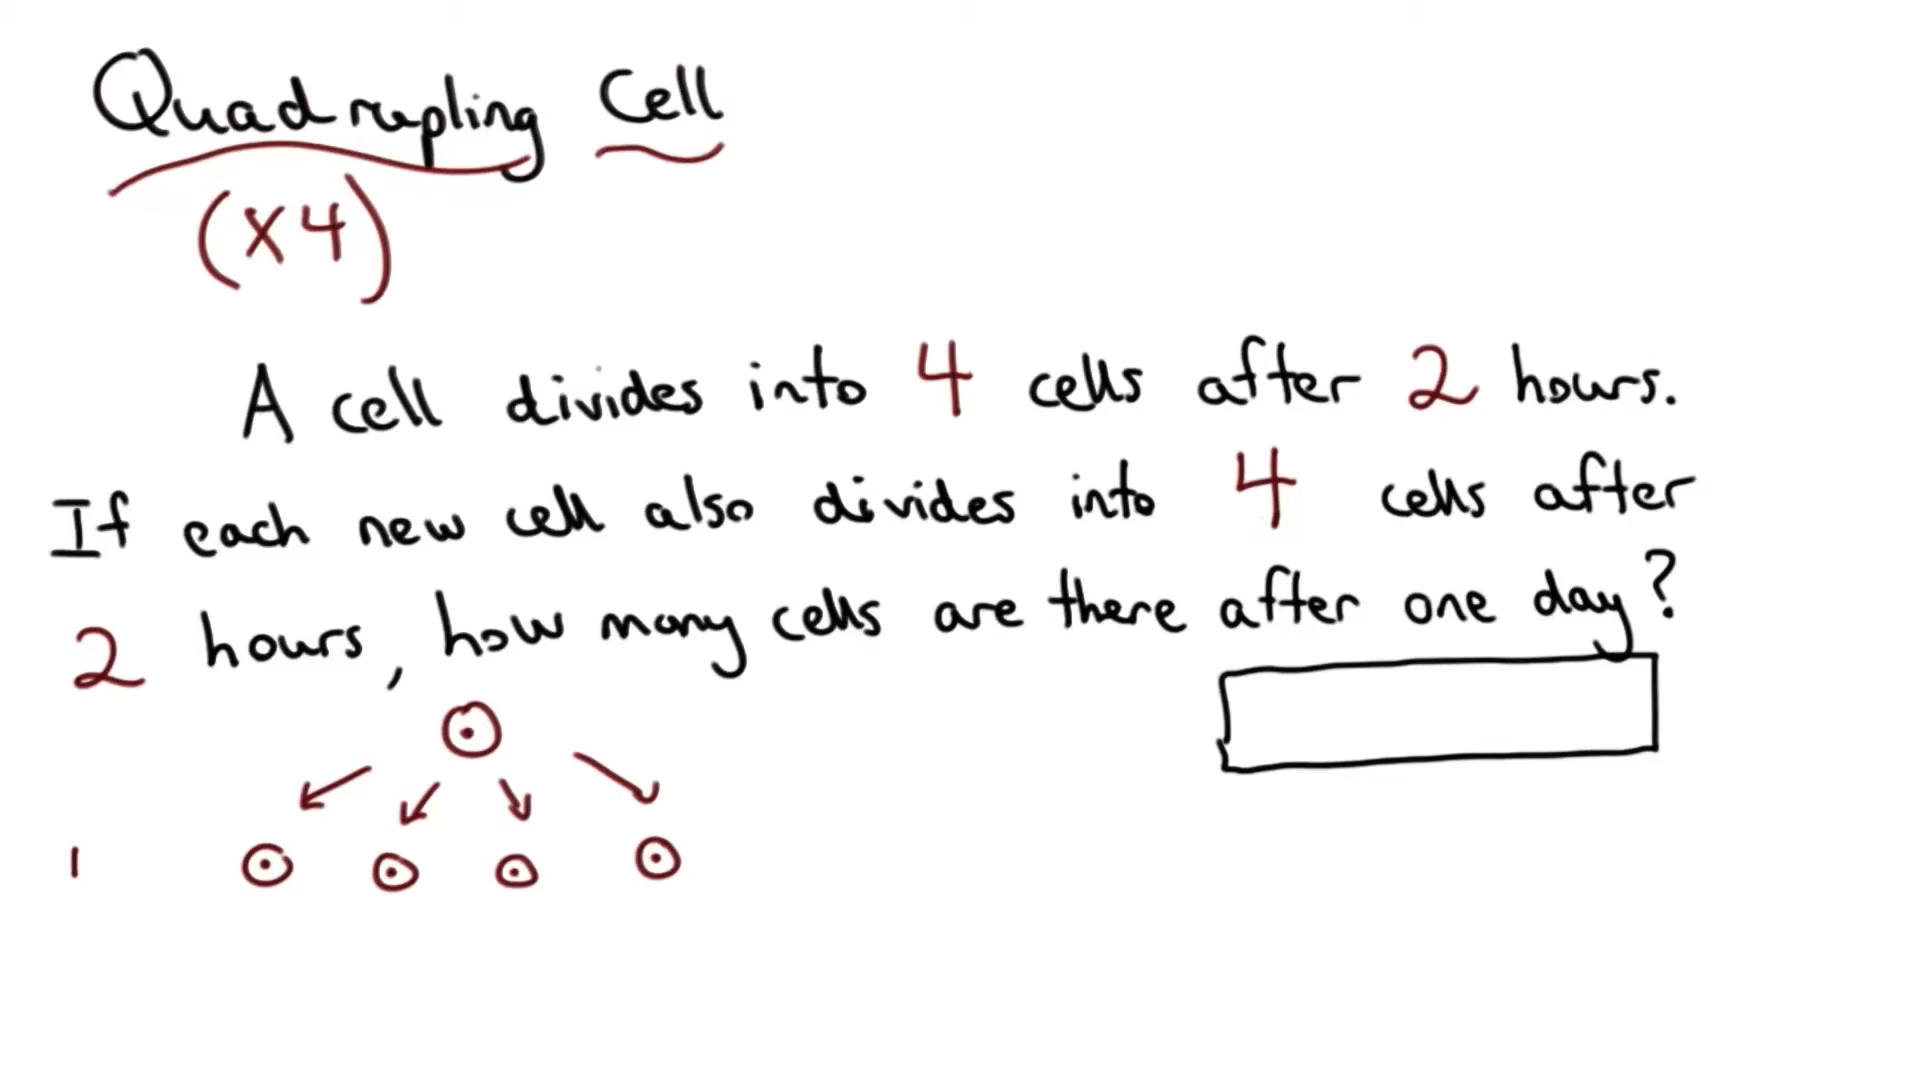 Quadrupling Cell
(x4)
A cell divides into 4 cells after 2 hours.
If each new cell also divides into 4 cells after
2 hours, how many cells are there after one day?
1